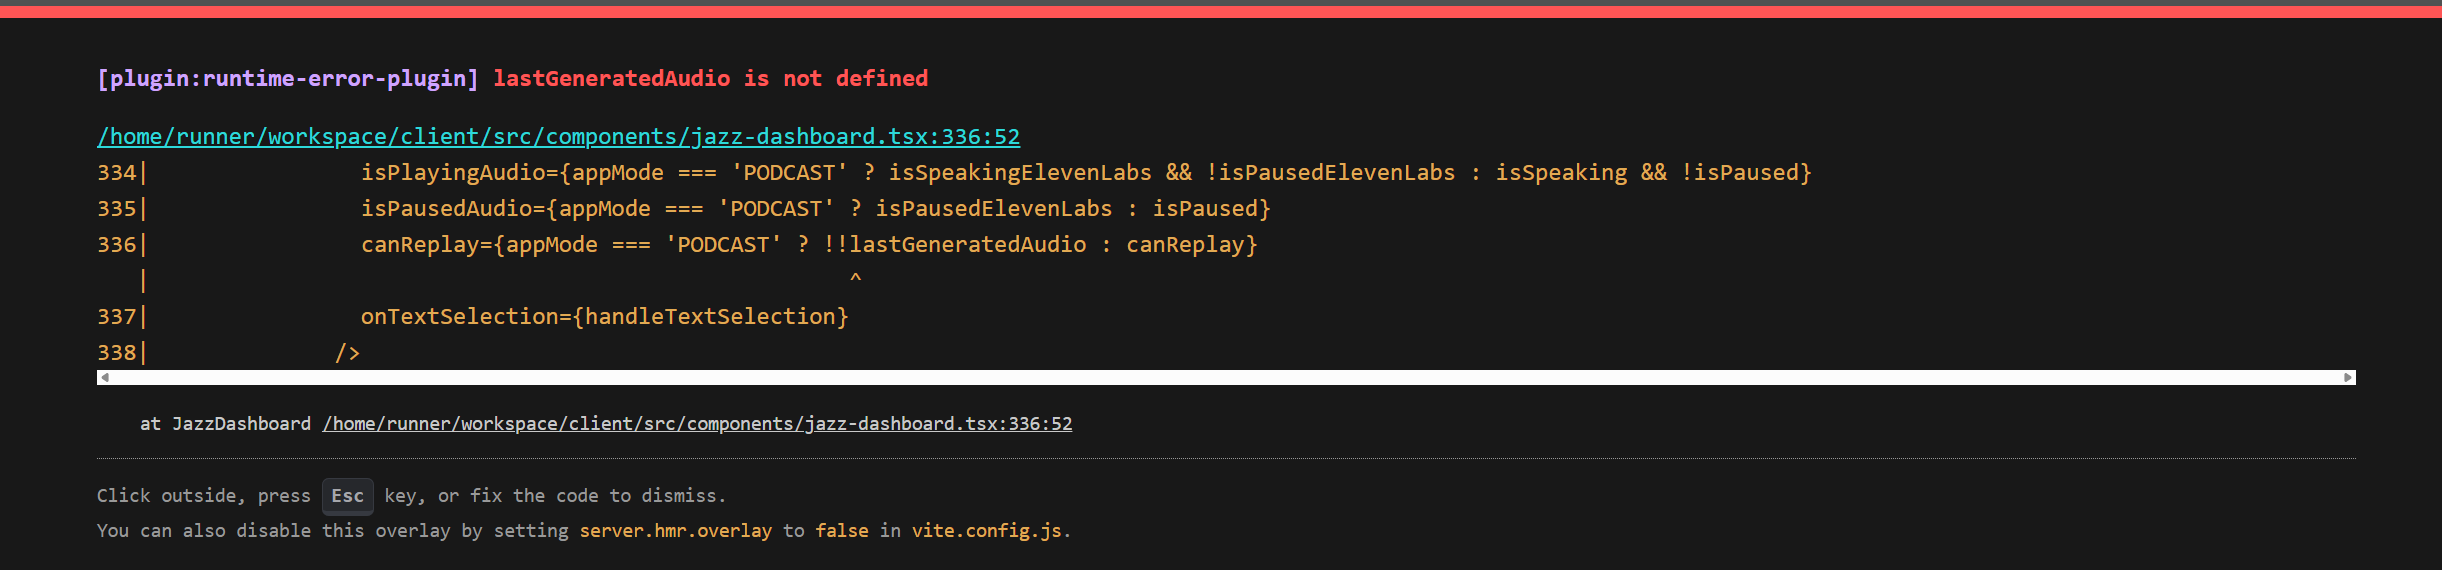 [plugin:runtime-error-plugin] lastGeneratedAudio is not defined
/home/runner/workspace/client/src/components/jazz-dashboard.tsx:336:52
334|                isPlayingAudio={appMode === 'PODCAST' ? isSpeakingElevenLabs && !isPausedElevenLabs : isSpeaking && !isPaused}
335|                isPausedAudio={appMode === 'PODCAST' ? isPausedElevenLabs : isPaused}
336|                canReplay={appMode === 'PODCAST' ? !!lastGeneratedAudio : canReplay}
   |                                                     ^
337|                onTextSelection={handleTextSelection}
338|              />
at JazzDashboard /home/runner/workspace/client/src/components/jazz-dashboard.tsx:336:52
Click outside, press Esc key, or fix the code to dismiss.
You can also disable this overlay by setting server.hmr.overlay to false in vite.config.js.